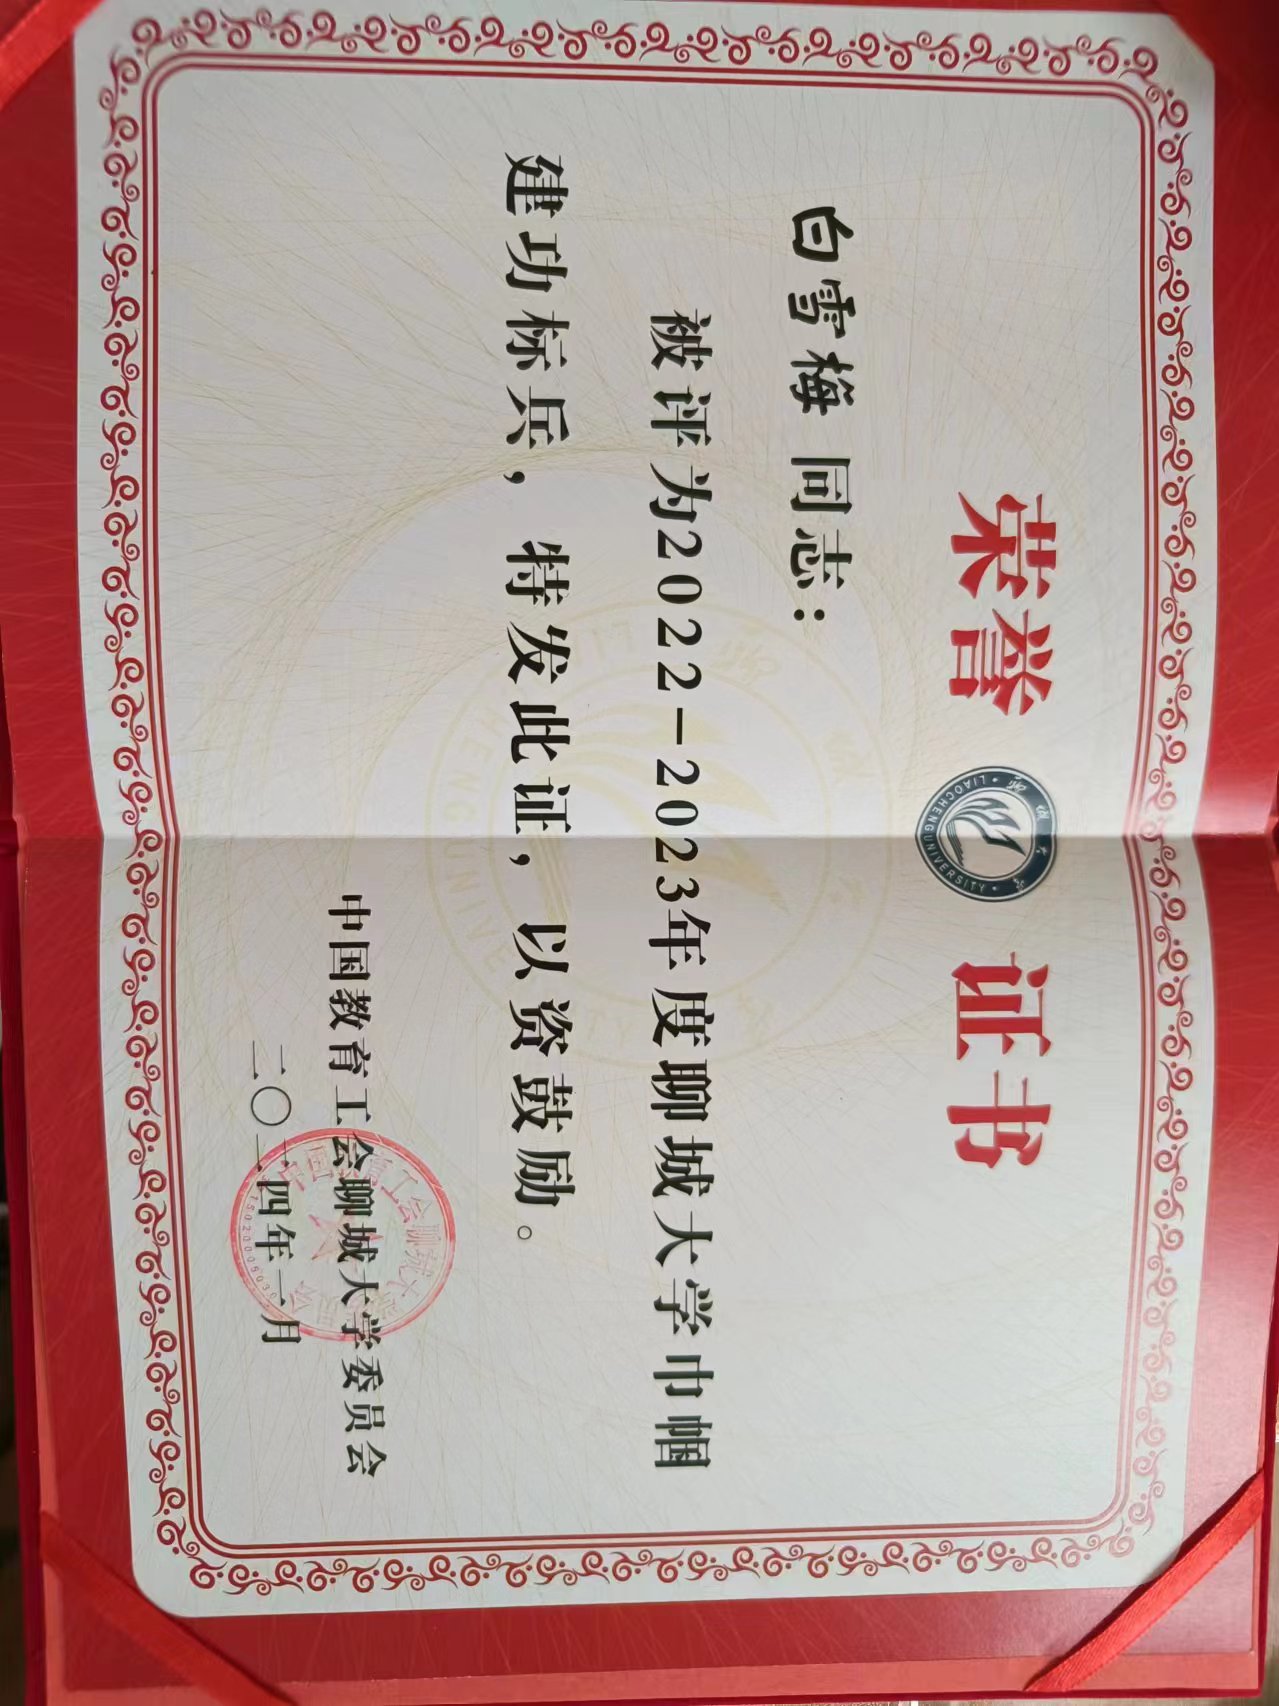 荣誉 证书
LIAOCHENG UNIVERSITY
白雪梅 同志：
被评为2022-2023年度聊城大学巾帼
建功标兵，特发此证，以资鼓励。
中国教育工会聊城大学委员会
二〇二四年一月